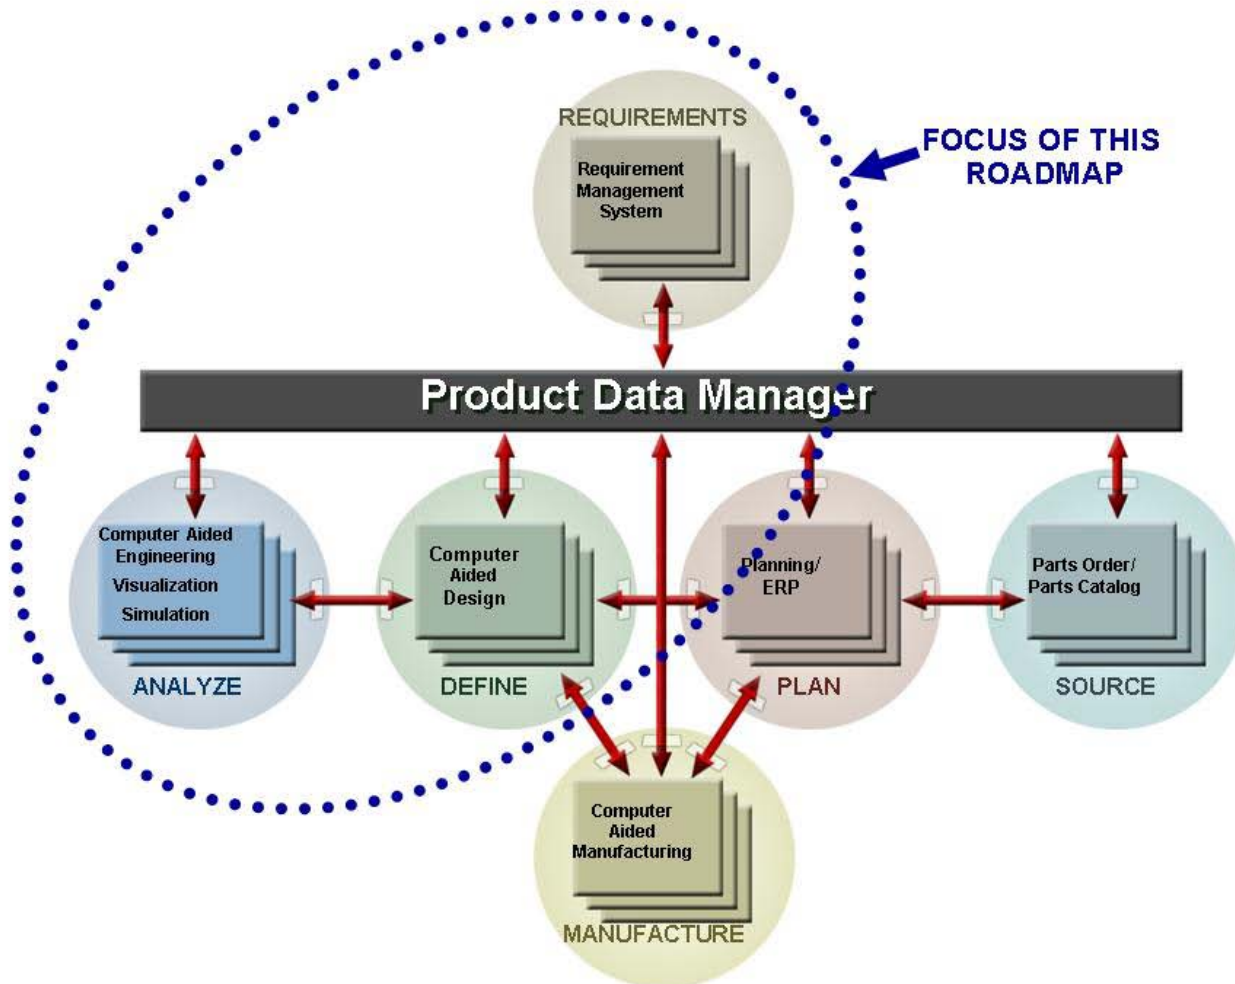 REQUIREMENTS
Requirement
Management
System
FOCUS OF THIS
ROADMAP
Product Data Manager
Computer Aided
Engineering
Visualization
Simulation
ANALYZE
Computer
Aided
Design
DEFINE
Planning/
ERP
PLAN
Parts Order/
Parts Catalog
SOURCE
Computer
Aided
Manufacturing
MANUFACTURE